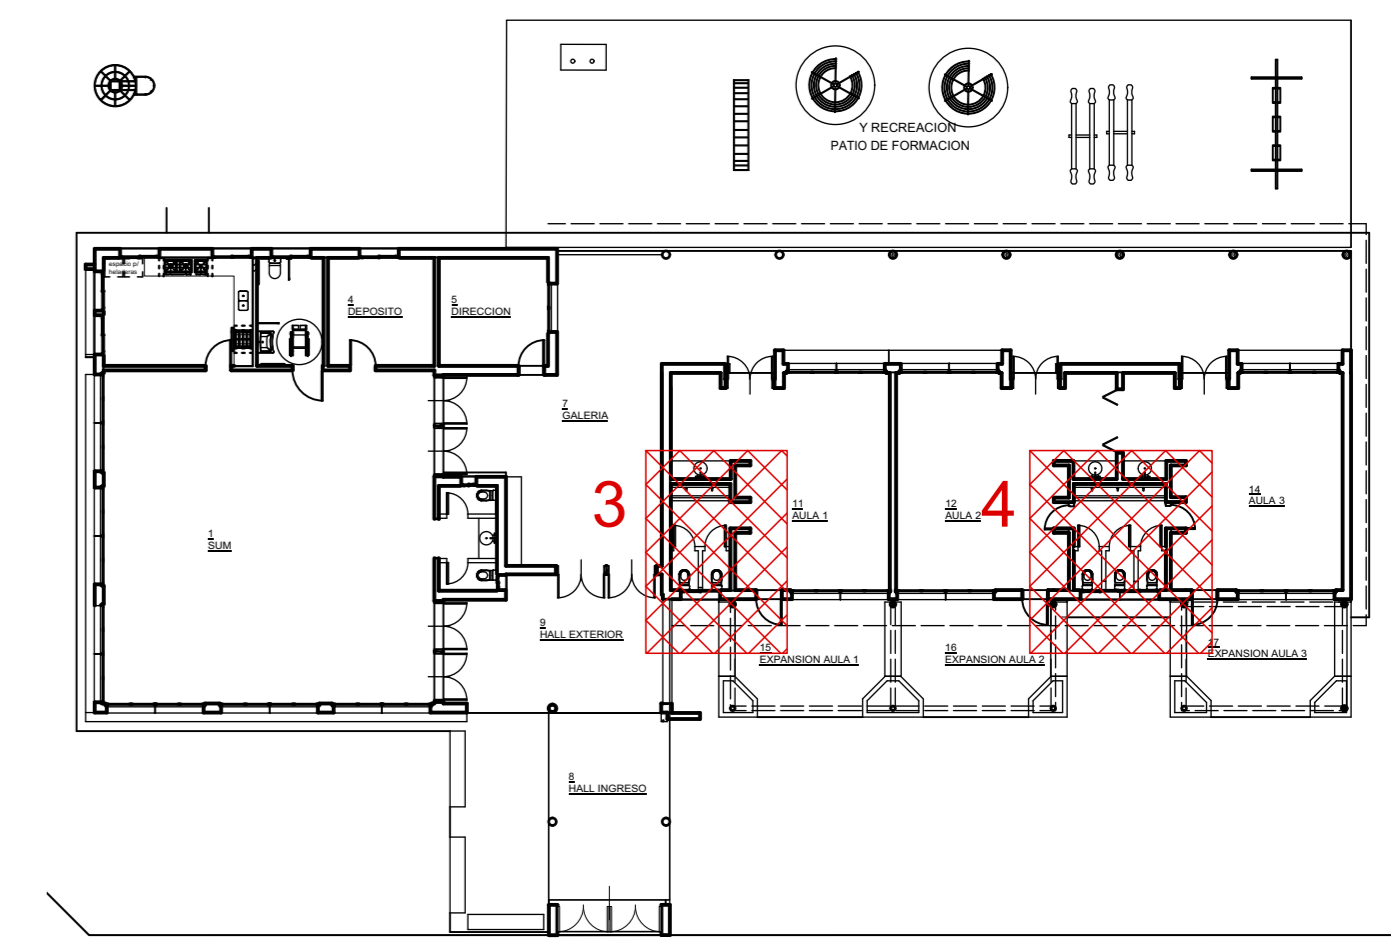 Y RECREACION
PATIO DE FORMACION
espacio p/
heladeras
4
DEPOSITO
5
DIRECCION
7
GALERIA
3
11
AULA 1
12
AULA 2
4
14
AULA 3
1
SUM
9
HALL EXTERIOR
15
EXPANSION AULA 1
16
EXPANSION AULA 2
17
EXPANSION AULA 3
8
HALL INGRESO